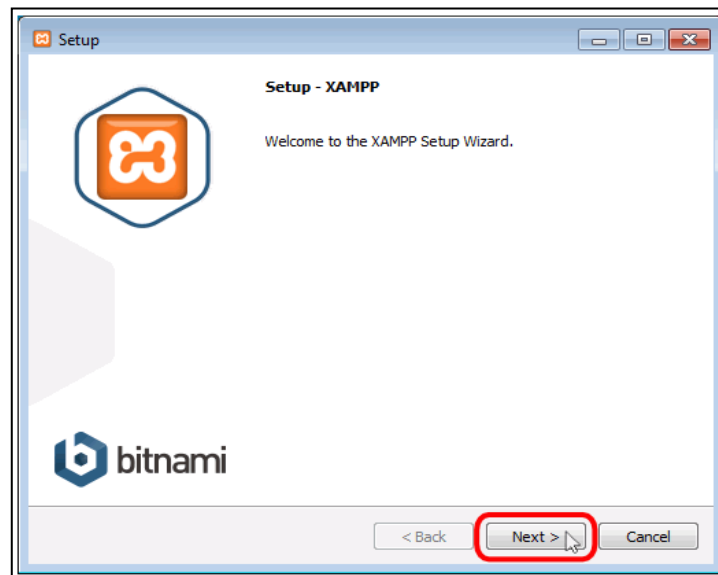 Setup
Setup - XAMPP
Welcome to the XAMPP Setup Wizard.
bitnami
< Back
Next >
Cancel